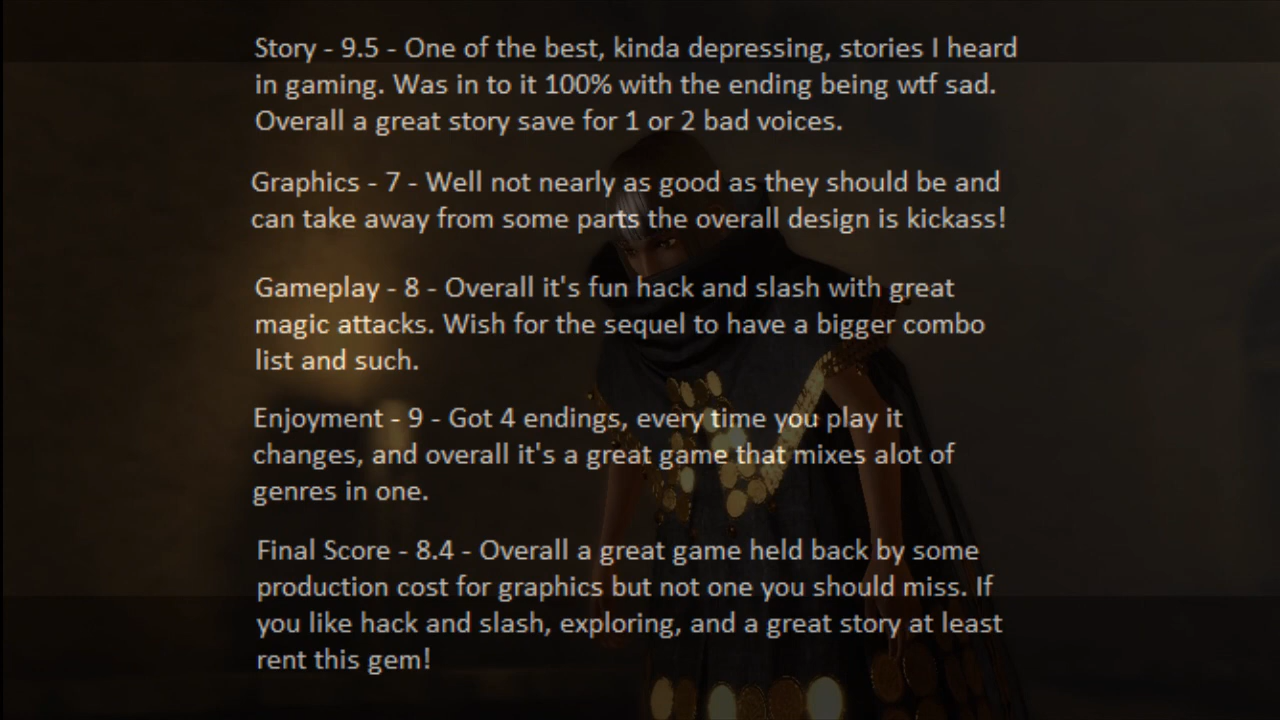 Story - 9.5 - One of the best, kinda depressing, stories I heard
in gaming. Was in to it 100% with the ending being wtf sad.
Overall a great story save for 1 or 2 bad voices.
Graphics - 7 - Well not nearly as good as they should be and
can take away from some parts the overall design is kickass!
Gameplay - 8 - Overall it's fun hack and slash with great
magic attacks. Wish for the sequel to have a bigger combo
list and such.
Enjoyment - 9 - Got 4 endings, every time you play it
changes, and overall it's a great game that mixes alot of
genres in one.
Final Score - 8.4 - Overall a great game held back by some
production cost for graphics but not one you should miss. If
you like hack and slash, exploring, and a great story at least
rent this gem!